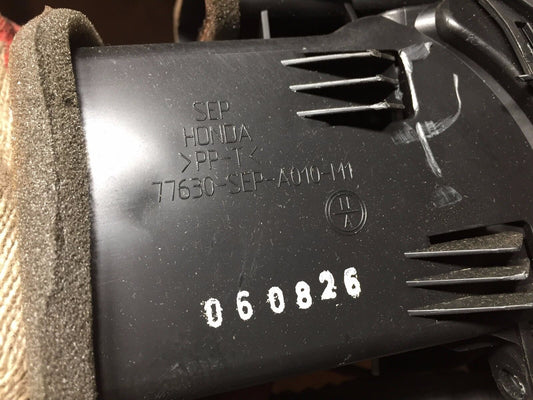 SEP
HONDA
>PP-T<
77630-SEP-A010-M1
060826